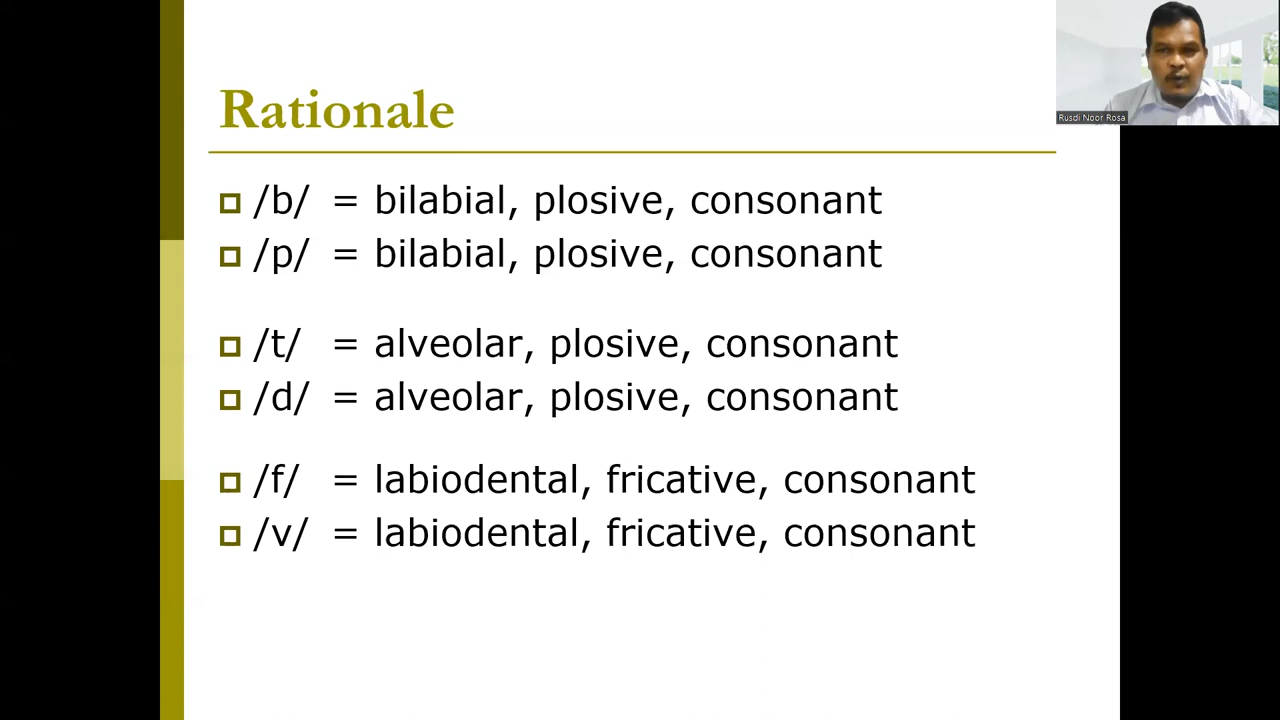 Rationale
Rusdi Noor Rosa
/b/ = bilabial, plosive, consonant
/p/ = bilabial, plosive, consonant
/t/ = alveolar, plosive, consonant
/d/ = alveolar, plosive, consonant
/f/ = labiodental, fricative, consonant
/v/ = labiodental, fricative, consonant